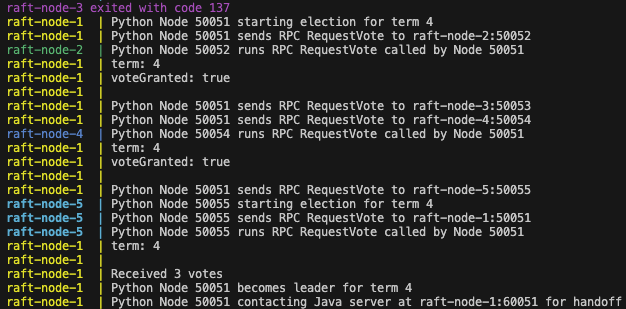 raft-node-3 exited with code 137
raft-node-1  | Python Node 50051 starting election for term 4
raft-node-1  | Python Node 50051 sends RPC RequestVote to raft-node-2:50052
raft-node-2  | Python Node 50052 runs RPC RequestVote called by Node 50051
raft-node-1  | term: 4
raft-node-1  | voteGranted: true
raft-node-1  |
raft-node-1  | Python Node 50051 sends RPC RequestVote to raft-node-3:50053
raft-node-1  | Python Node 50051 sends RPC RequestVote to raft-node-4:50054
raft-node-4  | Python Node 50054 runs RPC RequestVote called by Node 50051
raft-node-1  | term: 4
raft-node-1  | voteGranted: true
raft-node-1  |
raft-node-1  | Python Node 50051 sends RPC RequestVote to raft-node-5:50055
raft-node-5  | Python Node 50055 starting election for term 4
raft-node-5  | Python Node 50055 sends RPC RequestVote to raft-node-1:50051
raft-node-5  | Python Node 50055 runs RPC RequestVote called by Node 50051
raft-node-1  | term: 4
raft-node-1  |
raft-node-1  | Received 3 votes
raft-node-1  | Python Node 50051 becomes leader for term 4
raft-node-1  | Python Node 50051 contacting Java server at raft-node-1:60051 for handoff